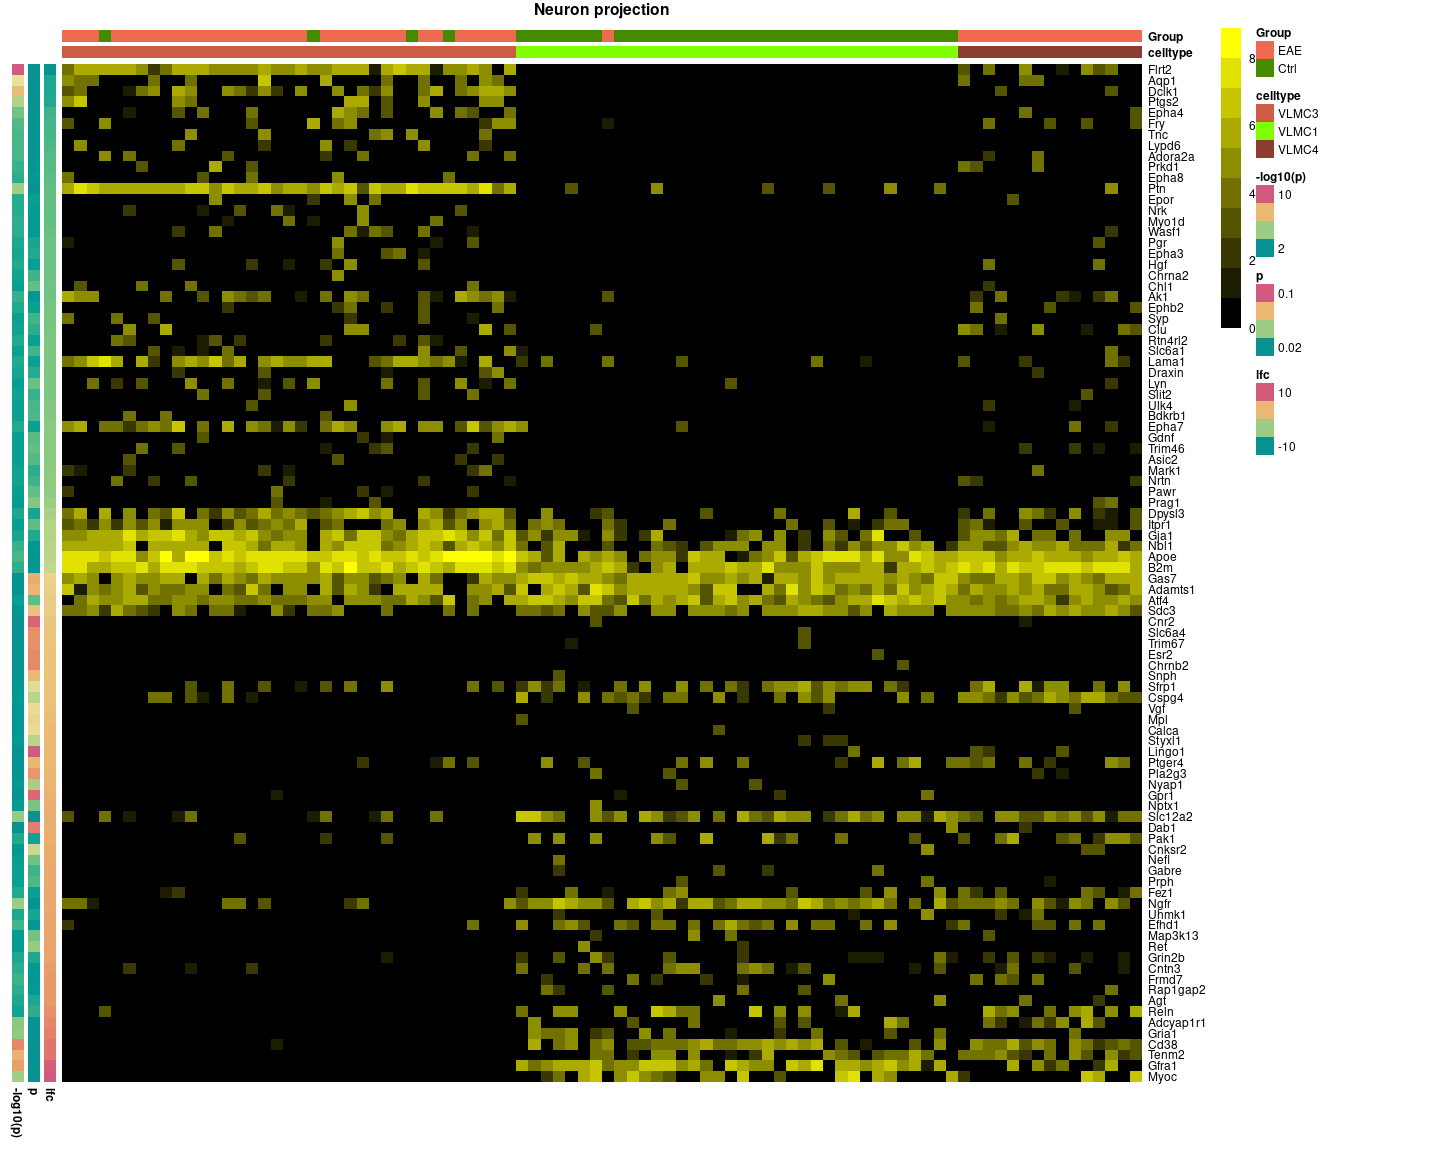 Neuron projection
Group
celltype
Flrt2
Aqp1
Dclk1
Ptgs2
Epha4
Fry
Tnc
Lypd6
Adora2a
Prkd1
Epha8
Ptn
Epor
Nrk
Myo1d
Wasf1
Pgr
Epha3
Hgf
Chrna2
Chl1
Ak1
Ephb2
Syp
Clu
Rtn4rl2
Slc6a1
Lama1
Draxin
Lyn
Slit2
Ulk4
Bdkrb1
Epha7
Gdnf
Trim46
Asic2
Mark1
Nrtn
Pawr
Prag1
Dpysl3
Itpr1
Gja1
Nbl1
Apoe
B2m
Gas7
Adamts1
Atf4
Sdc3
Cnr2
Slc6a4
Trim67
Esr2
Chrnb2
Snph
Sfrp1
Cspg4
Vgf
Mpl
Calca
Styxl1
Lingo1
Ptger4
Pla2g3
Nyap1
Gpr1
Nptx1
Slc12a2
Dab1
Pak1
Cnksr2
Nefl
Gabre
Prph
Fez1
Ngfr
Uhmk1
Efhd1
Map3k13
Ret
Grin2b
Cntn3
Frmd7
Rap1gap2
Agt
Reln
Adcyap1r1
Gria1
Cd38
Tenm2
Gfra1
Myoc
8
6
4
2
0
Group
EAE
Ctrl
celltype
VLMC3
VLMC1
VLMC4
-log10(p)
10
2
p
0.1
0.02
lfc
10
-10
-log10(p)
p
lfc